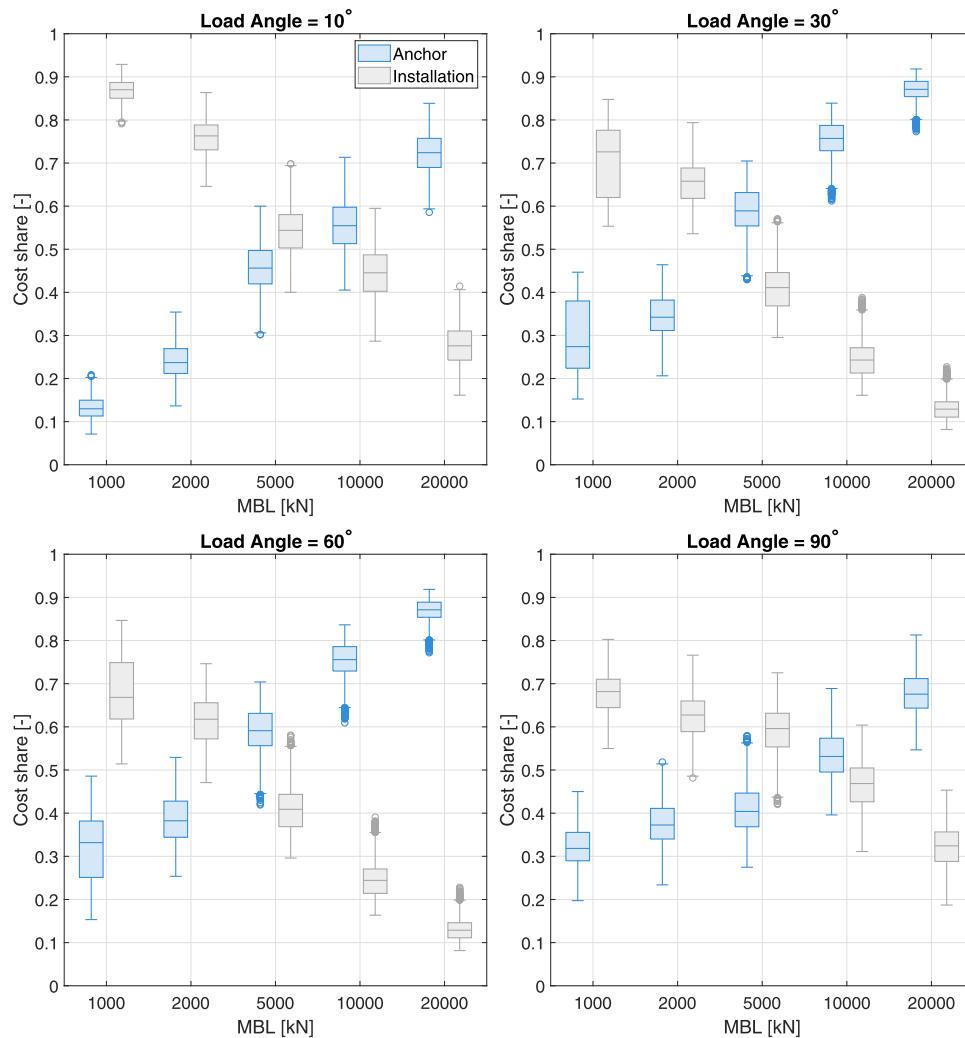 Load Angle = 10°
Cost share [-]
1
0.9
0.8
0.7
0.6
0.5
0.4
0.3
0.2
0.1
0
Anchor
Installation
1000 2000 5000 10000 20000
MBL [kN]
Load Angle = 30°
Cost share [-]
1
0.9
0.8
0.7
0.6
0.5
0.4
0.3
0.2
0.1
0
1000 2000 5000 10000 20000
MBL [kN]
Load Angle = 60°
Cost share [-]
1
0.9
0.8
0.7
0.6
0.5
0.4
0.3
0.2
0.1
0
1000 2000 5000 10000 20000
MBL [kN]
Load Angle = 90°
Cost share [-]
1
0.9
0.8
0.7
0.6
0.5
0.4
0.3
0.2
0.1
0
1000 2000 5000 10000 20000
MBL [kN]